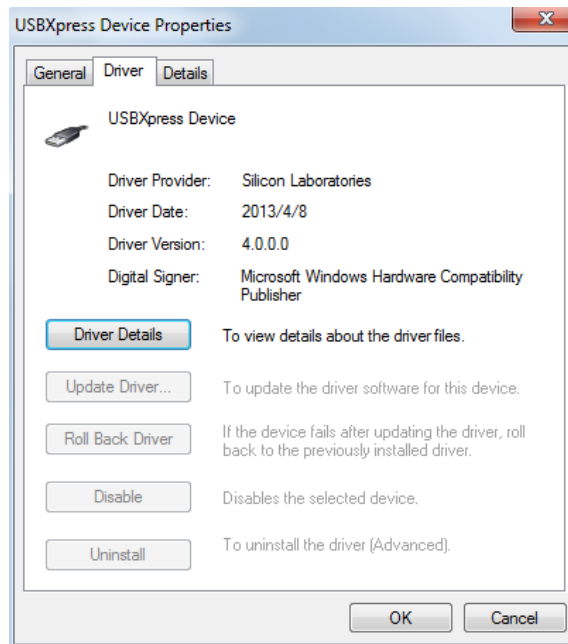 USBXpress Device Properties
General Driver Details
USBXpress Device
Driver Provider: Silicon Laboratories
Driver Date: 2013/4/8
Driver Version: 4.0.0.0
Digital Signer: Microsoft Windows Hardware Compatibility
Publisher
Driver Details To view details about the driver files.
Update Driver... To update the driver software for this device.
Roll Back Driver If the device fails after updating the driver, roll
back to the previously installed driver.
Disable Disables the selected device.
Uninstall To uninstall the driver (Advanced).
OK Cancel